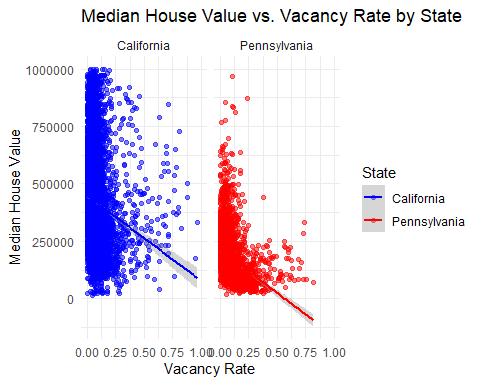 Median House Value vs. Vacancy Rate by State
California
Pennsylvania
1000000
750000
500000
250000
0
Median House Value
0.00 0.25 0.50 0.75 1.00
0.00 0.25 0.50 0.75 1.00
Vacancy Rate
State
California
Pennsylvania